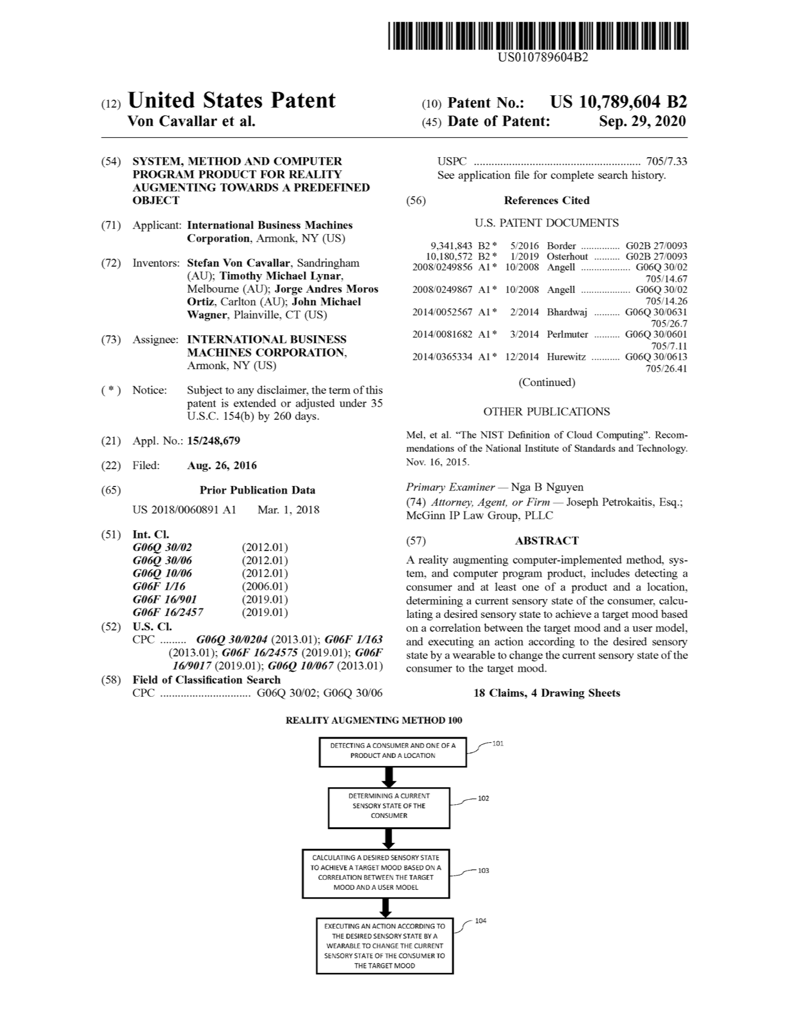 US010789604B2
(12) United States Patent
Von Cavallar et al.
(10) Patent No.: US 10,789,604 B2
(45) Date of Patent: Sep. 29, 2020
(54) SYSTEM, METHOD AND COMPUTER
PROGRAM PRODUCT FOR REALITY
AUGMENTING TOWARDS A PREDEFINED
OBJECT
(71) Applicant: International Business Machines
Corporation, Armonk, NY (US)
(72) Inventors: Stefan Von Cavallar, Sandringham
(AU); Timothy Michael Lynar,
Melbourne (AU); Jorge Andres Moros
Ortiz, Carlton (AU); John Michael
Wagner, Plainville, CT (US)
(73) Assignee: INTERNATIONAL BUSINESS
MACHINES CORPORATION,
Armonk, NY (US)
( * ) Notice: Subject to any disclaimer, the term of this
patent is extended or adjusted under 35
U.S.C. 154(b) by 260 days.
(21) Appl. No.: 15/248,679
(22) Filed: Aug. 26, 2016
(65) Prior Publication Data
US 2018/0060891 A1 Mar. 1, 2018
(51) Int. Cl.
G06Q 30/02 (2012.01)
G06Q 30/06 (2012.01)
G06Q 10/06 (2012.01)
G06F 1/16 (2006.01)
G06F 16/901 (2019.01)
G06F 16/2457 (2019.01)
(52) U.S. Cl.
CPC ......... G06Q 30/0204 (2013.01); G06F 1/163
(2013.01); G06F 16/24575 (2019.01); G06F
16/9017 (2019.01); G06Q 10/067 (2013.01)
(58) Field of Classification Search
CPC ............................... G06Q 30/02; G06Q 30/06
USPC ......................................................... 705/7.33
See application file for complete search history.
(56) References Cited
U.S. PATENT DOCUMENTS
9,341,843 B2 * 5/2016 Border .............. G02B 27/0093
10,180,572 B2 * 1/2019 Osterhout ......... G02B 27/0093
2008/0249856 A1 * 10/2008 Angell .................. G06Q 30/02
705/14.67
2008/0249867 A1 * 10/2008 Angell .................. G06Q 30/02
705/14.26
2014/0052567 A1 * 2/2014 Bhardwaj ......... G06Q 30/0631
705/26.7
2014/0081682 A1 * 3/2014 Perlmuter ......... G06Q 30/0601
705/7.11
2014/0365334 A1 * 12/2014 Hurewitz .......... G06Q 30/0613
705/26.41
(Continued)
OTHER PUBLICATIONS
Mel, et al. “The NIST Definition of Cloud Computing”. Recom-
mendations of the National Institute of Standards and Technology.
Nov. 16, 2015.
Primary Examiner — Nga B Nguyen
(74) Attorney, Agent, or Firm — Joseph Petrokaitis, Esq.;
McGinn IP Law Group, PLLC
(57) ABSTRACT
A reality augmenting computer-implemented method, sys-
tem, and computer program product, includes detecting a
consumer and at least one of a product and a location,
determining a current sensory state of the consumer, calcu-
lating a desired sensory state to achieve a target mood based
on a correlation between the target mood and a user model,
and executing an action according to the desired sensory
state by a wearable to change the current sensory state of the
consumer to the target mood.
18 Claims, 4 Drawing Sheets
REALITY AUGMENTING METHOD 100
DETECTING A CONSUMER AND ONE OF A
PRODUCT AND A LOCATION
101
DETERMINING A CURRENT
SENSORY STATE OF THE
CONSUMER
102
CALCULATING A DESIRED SENSORY STATE
TO ACHIEVE A TARGET MOOD BASED ON A
CORRELATION BETWEEN THE TARGET
MOOD AND A USER MODEL
103
EXECUTING AN ACTION ACCORDING TO
THE DESIRED SENSORY STATE BY A
WEARABLE TO CHANGE THE CURRENT
SENSORY STATE OF THE CONSUMER TO
THE TARGET MOOD
104